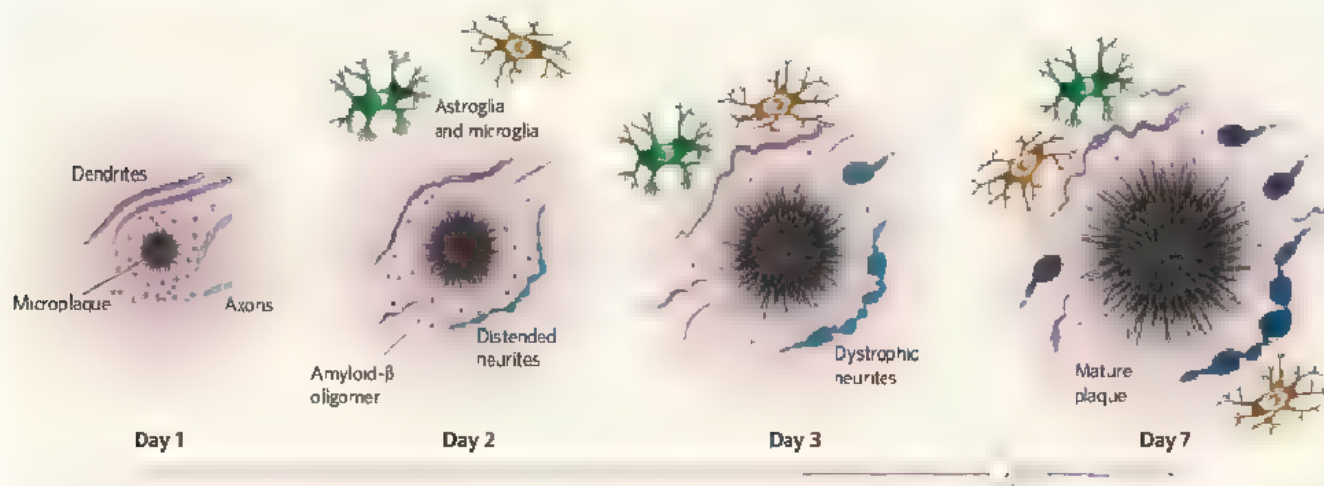 Astroglia
and microglia
Dendrites
Microplaque
Axons
Amyloid-β
oligomer
Distended
neurites
Dystrophic
neurites
Mature
plaque
Day 1
Day 2
Day 3
Day 7